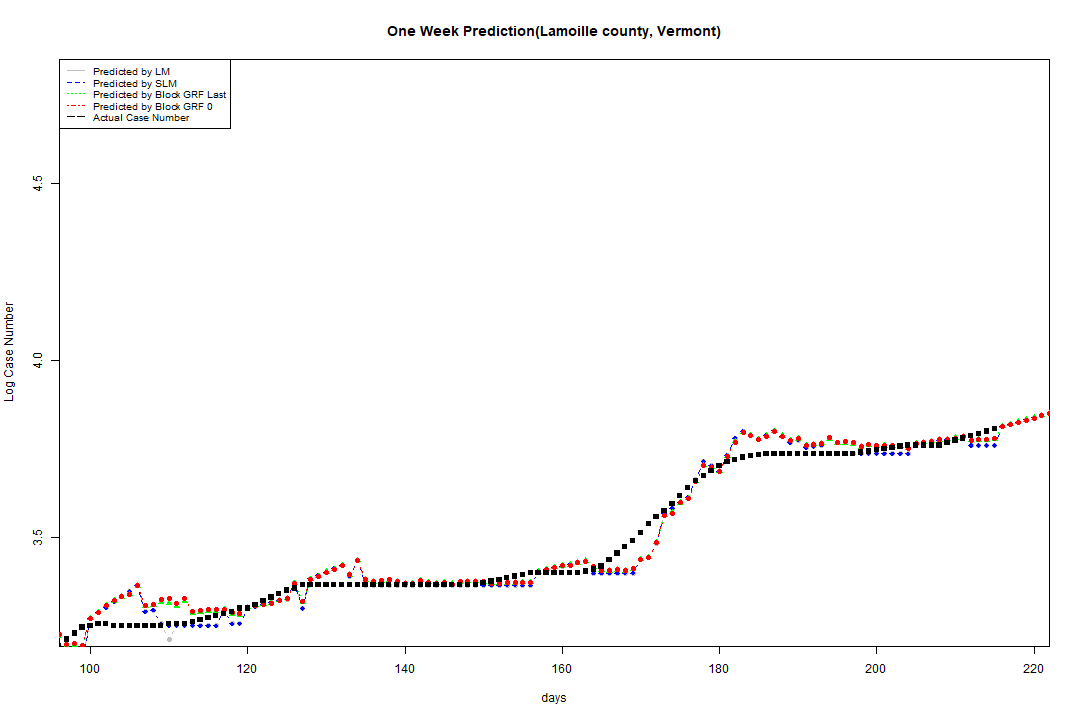 One Week Prediction(Lamoille county, Vermont)
Predicted by LM
Predicted by SLM
Predicted by Block GRF Last
Predicted by Block GRF 0
Actual Case Number
4.5
4.0
3.5
Log Case Number
100 120 140 160 180 200 220
days